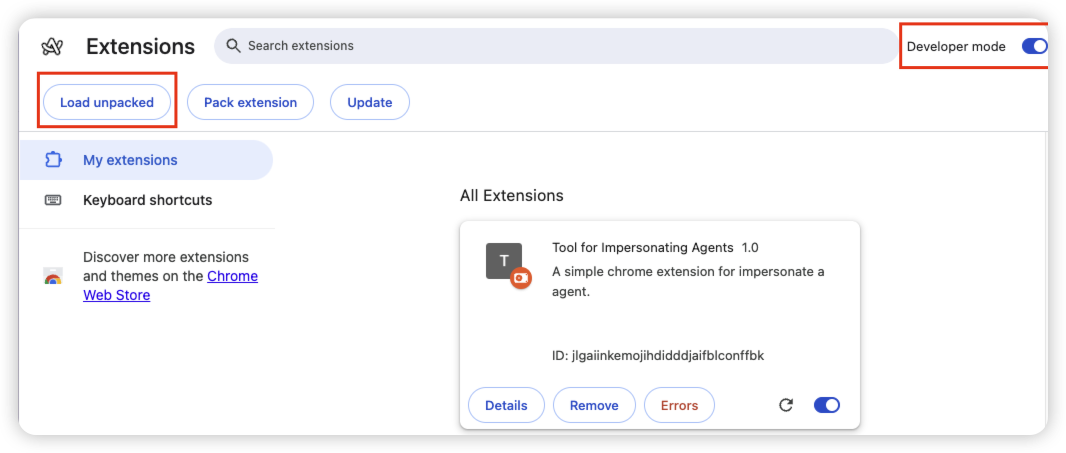 Extensions
Search extensions
Developer mode
Load unpacked
Pack extension
Update
My extensions
Keyboard shortcuts
Discover more extensions
and themes on the Chrome
Web Store
All Extensions
T
Tool for Impersonating Agents 1.0
A simple chrome extension for impersonate a
agent.
ID: jlgaiinkemojihdidddjaifblconffbk
Details
Remove
Errors